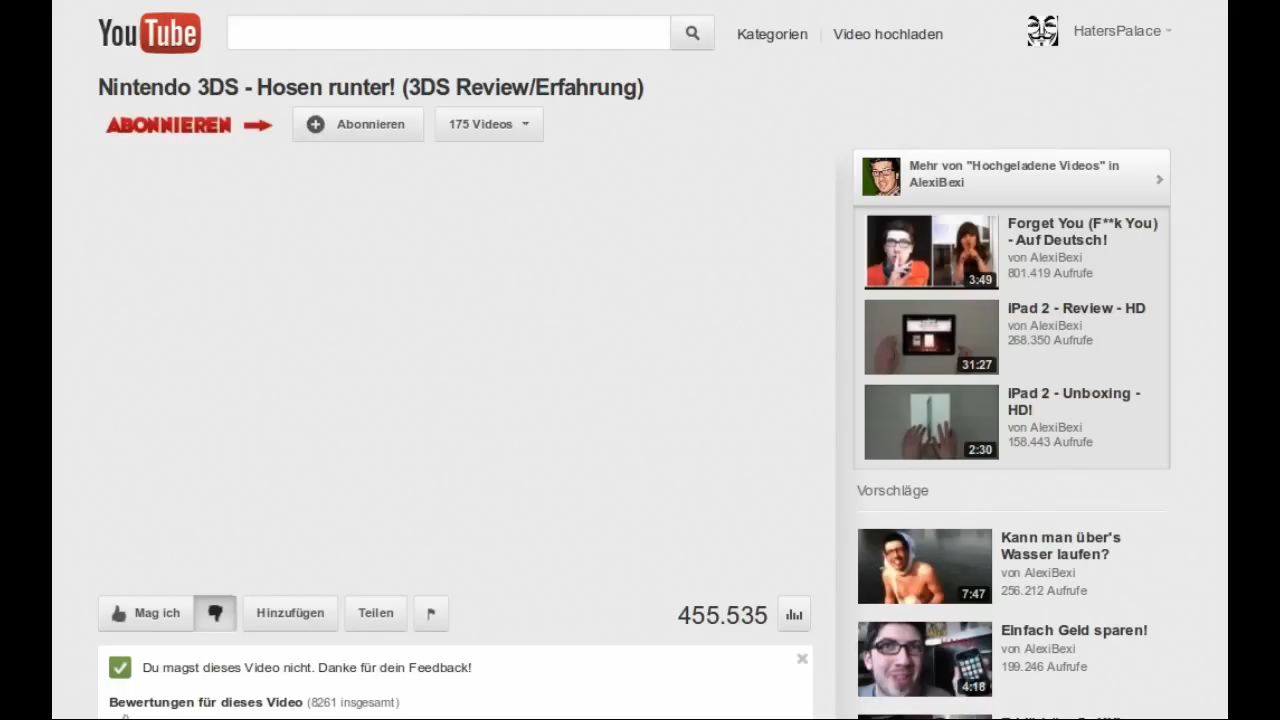 YouTube
Kategorien
Video hochladen
HatersPalace
Nintendo 3DS - Hosen runter! (3DS Review/Erfahrung)
ABONNIEREN
Abonnieren
175 Videos
Mehr von "Hochgeladene Videos" in
AlexiBexi
Forget You (F**k You)
- Auf Deutsch!
von AlexiBexi
801.419 Aufrufe
3:49
iPad 2 - Review - HD
von AlexiBexi
268.350 Aufrufe
31:27
iPad 2 - Unboxing -
HD!
von AlexiBexi
158.443 Aufrufe
2:30
Vorschläge
Kann man über's
Wasser laufen?
von AlexiBexi
256.212 Aufrufe
7:47
Einfach Geld sparen!
von AlexiBexi
199.246 Aufrufe
4:18
Mag ich
Hinzufügen
Teilen
455.535
Du magst dieses Video nicht. Danke für dein Feedback!
Bewertungen für dieses Video (8261 insgesamt)